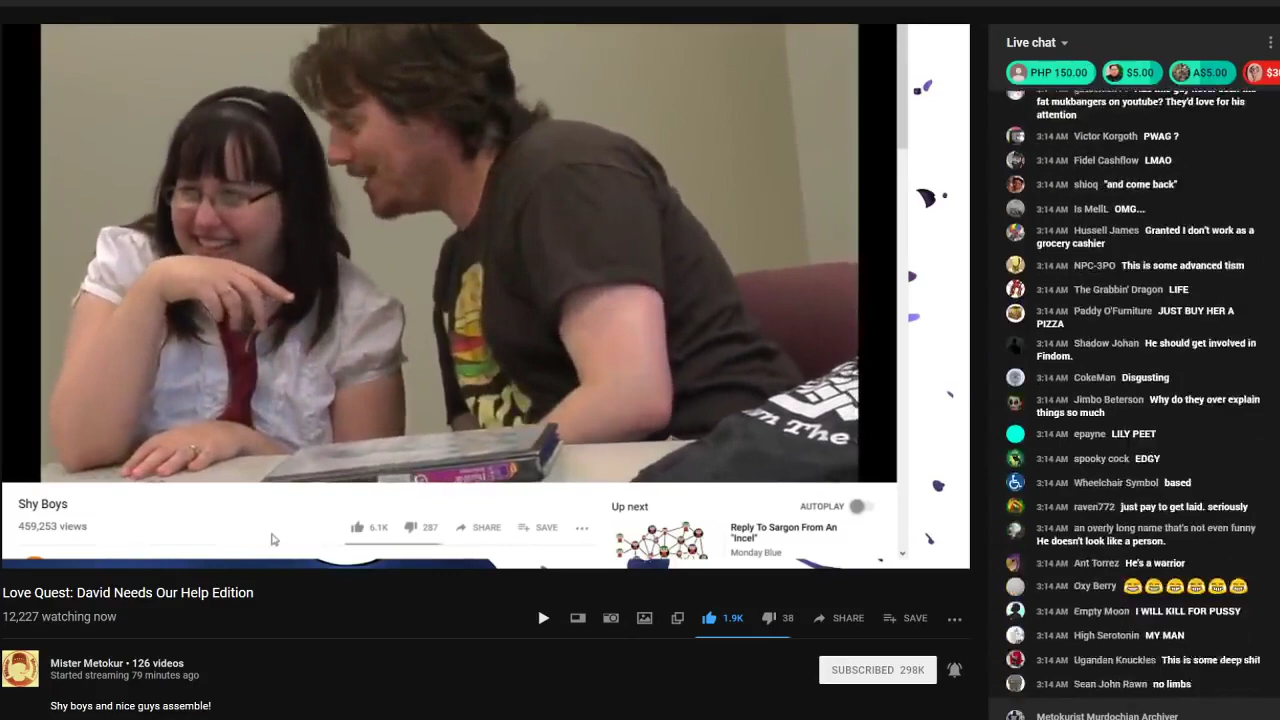 Live chat
PHP 150.00
$5.00
A$5.00
fat mukbangers on youtube? They'd love for his
attention
3:14 AM Victor Korgoth PWAG ?
3:14 AM Fidel Cashflow LMAO
3:14 AM shioq "and come back"
3:14 AM Is MellL OMG...
3:14 AM Hussell James Granted I don't work as a
grocery cashier
3:14 AM NPC-3PO This is some advanced tism
3:14 AM The Grabbin' Dragon LIFE
3:14 AM Paddy O'Furniture JUST BUY HER A
PIZZA
3:14 AM Shadow Johan He should get involved in
Findom.
3:14 AM CokeMan Disgusting
3:14 AM Jimbo Beterson Why do they over explain
things so much
3:14 AM epayne LILY PEET
3:14 AM spooky cock EDGY
3:14 AM Wheelchair Symbol based
3:14 AM raven772 just pay to get laid. seriously
3:14 AM an overly long name that's not even funny
He doesn't look like a person.
3:14 AM Ant Torrez He's a warrior
3:14 AM Oxy Berry
3:14 AM Empty Moon I WILL KILL FOR PUSSY
3:14 AM High Serotonin MY MAN
3:14 AM Ugandan Knuckles This is some deep shit
3:14 AM Sean John Rawn no limbs
Metokurist Murdochian Archiver
n The
Shy Boys
459,253 views
6.1K
287
SHARE
SAVE
Up next
AUTOPLAY
Reply To Sargon From An
"Incel"
Monday Blue
Love Quest: David Needs Our Help Edition
12,227 watching now
1.9K
38
SHARE
SAVE
Mister Metokur • 126 videos
Started streaming 79 minutes ago
SUBSCRIBED 298K
Shy boys and nice guys assemble!